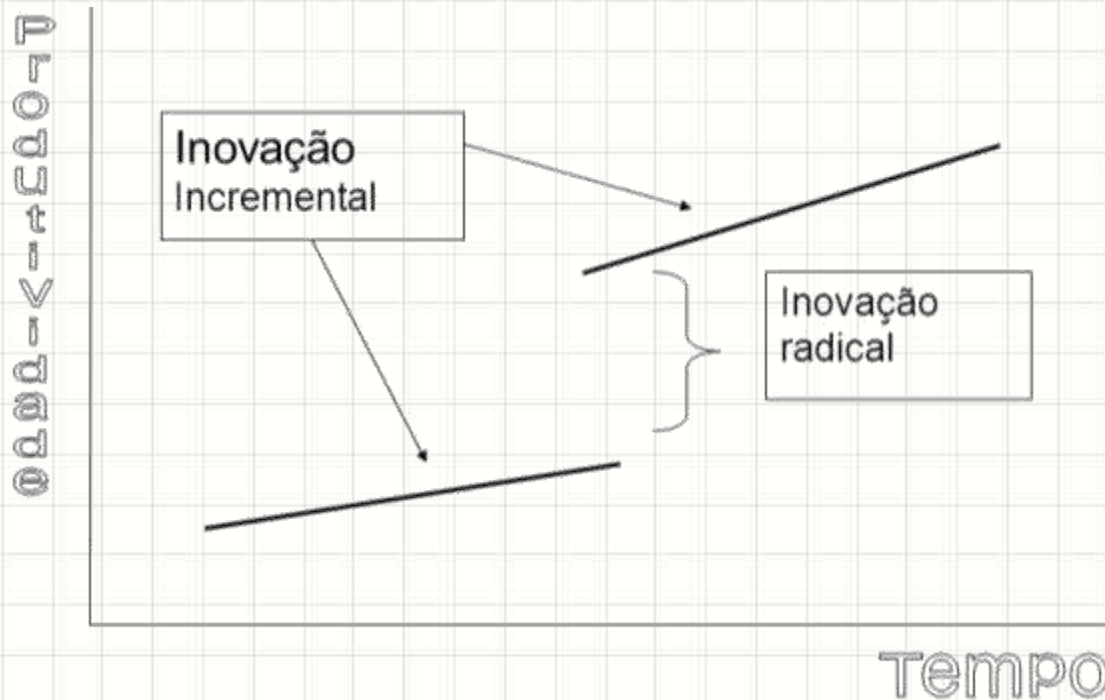 Produtividade
Inovação
Incremental
Inovação
radical
Tempo